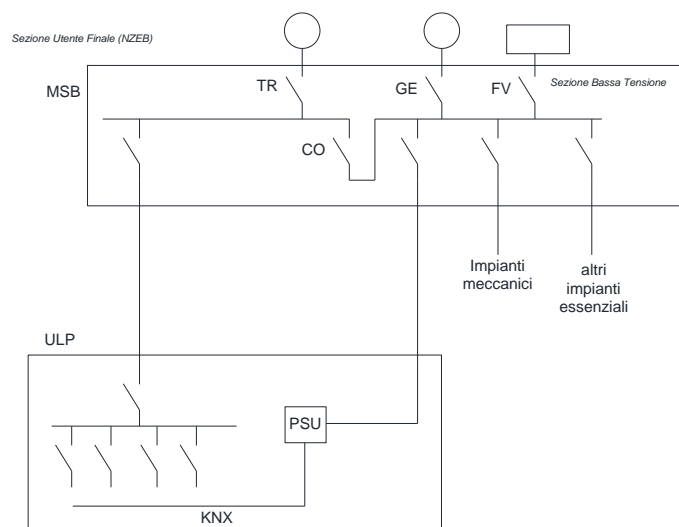 Sezione Utente Finale (NZEB)
MSB
TR
GE
FV
Sezione Bassa Tensione
CO
Impianti
meccanici
altri
impianti
essenziali
ULP
PSU
KNX